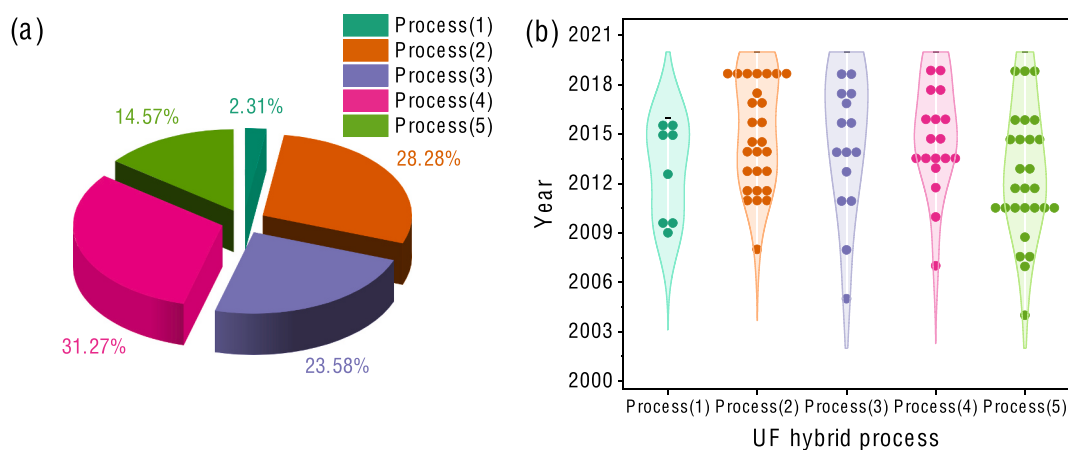 (a)
Process(1)
Process(2)
Process(3)
Process(4)
Process(5)
2.31%
14.57%
28.28%
31.27%
23.58%
(b)
2021
2018
2015
2012
2009
2006
2003
2000
Year
Process(1) Process(2) Process(3) Process(4) Process(5)
UF hybrid process